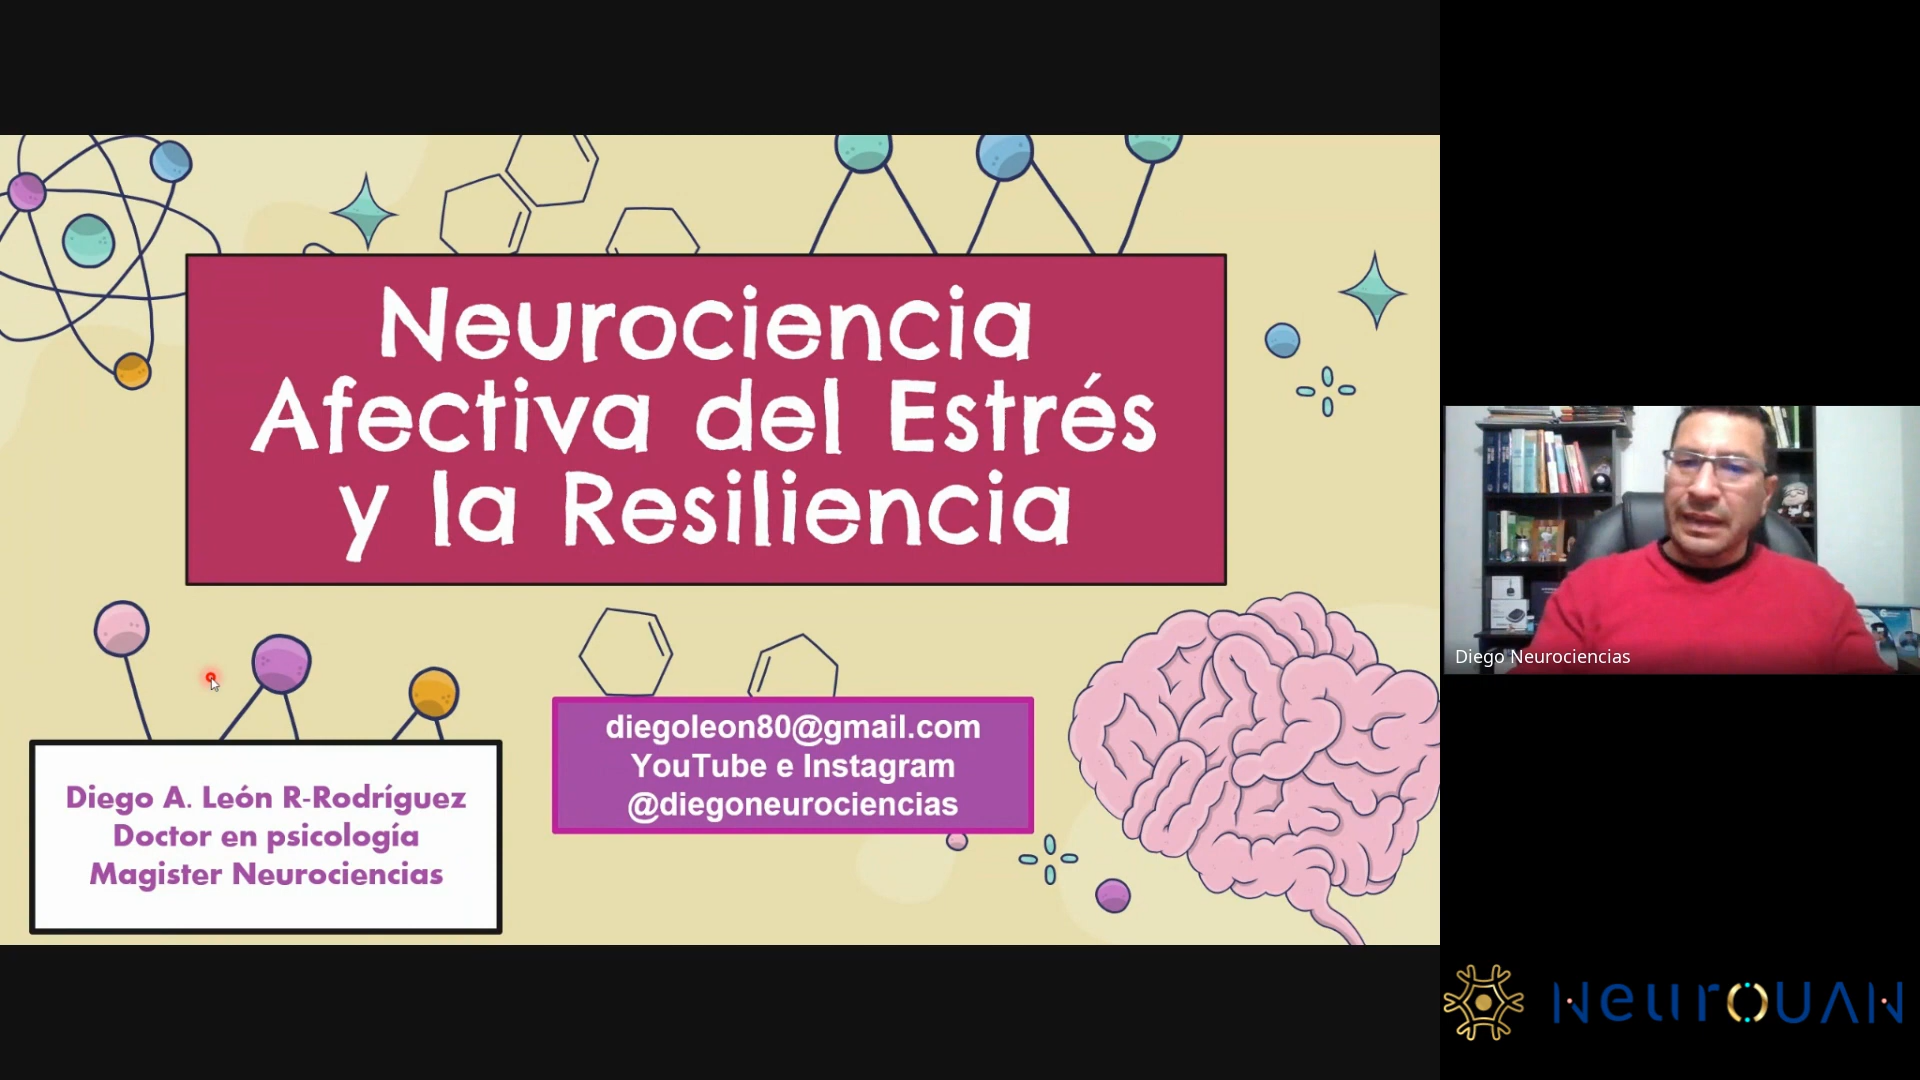 Neurociencia
Afectiva del Estrés
y la Resiliencia
diegoleon80@gmail.com
YouTube e Instagram
@diegoneurociencias
Diego A. León R-Rodríguez
Doctor en psicología
Magister Neurociencias
Diego Neurociencias
NeurOUAN